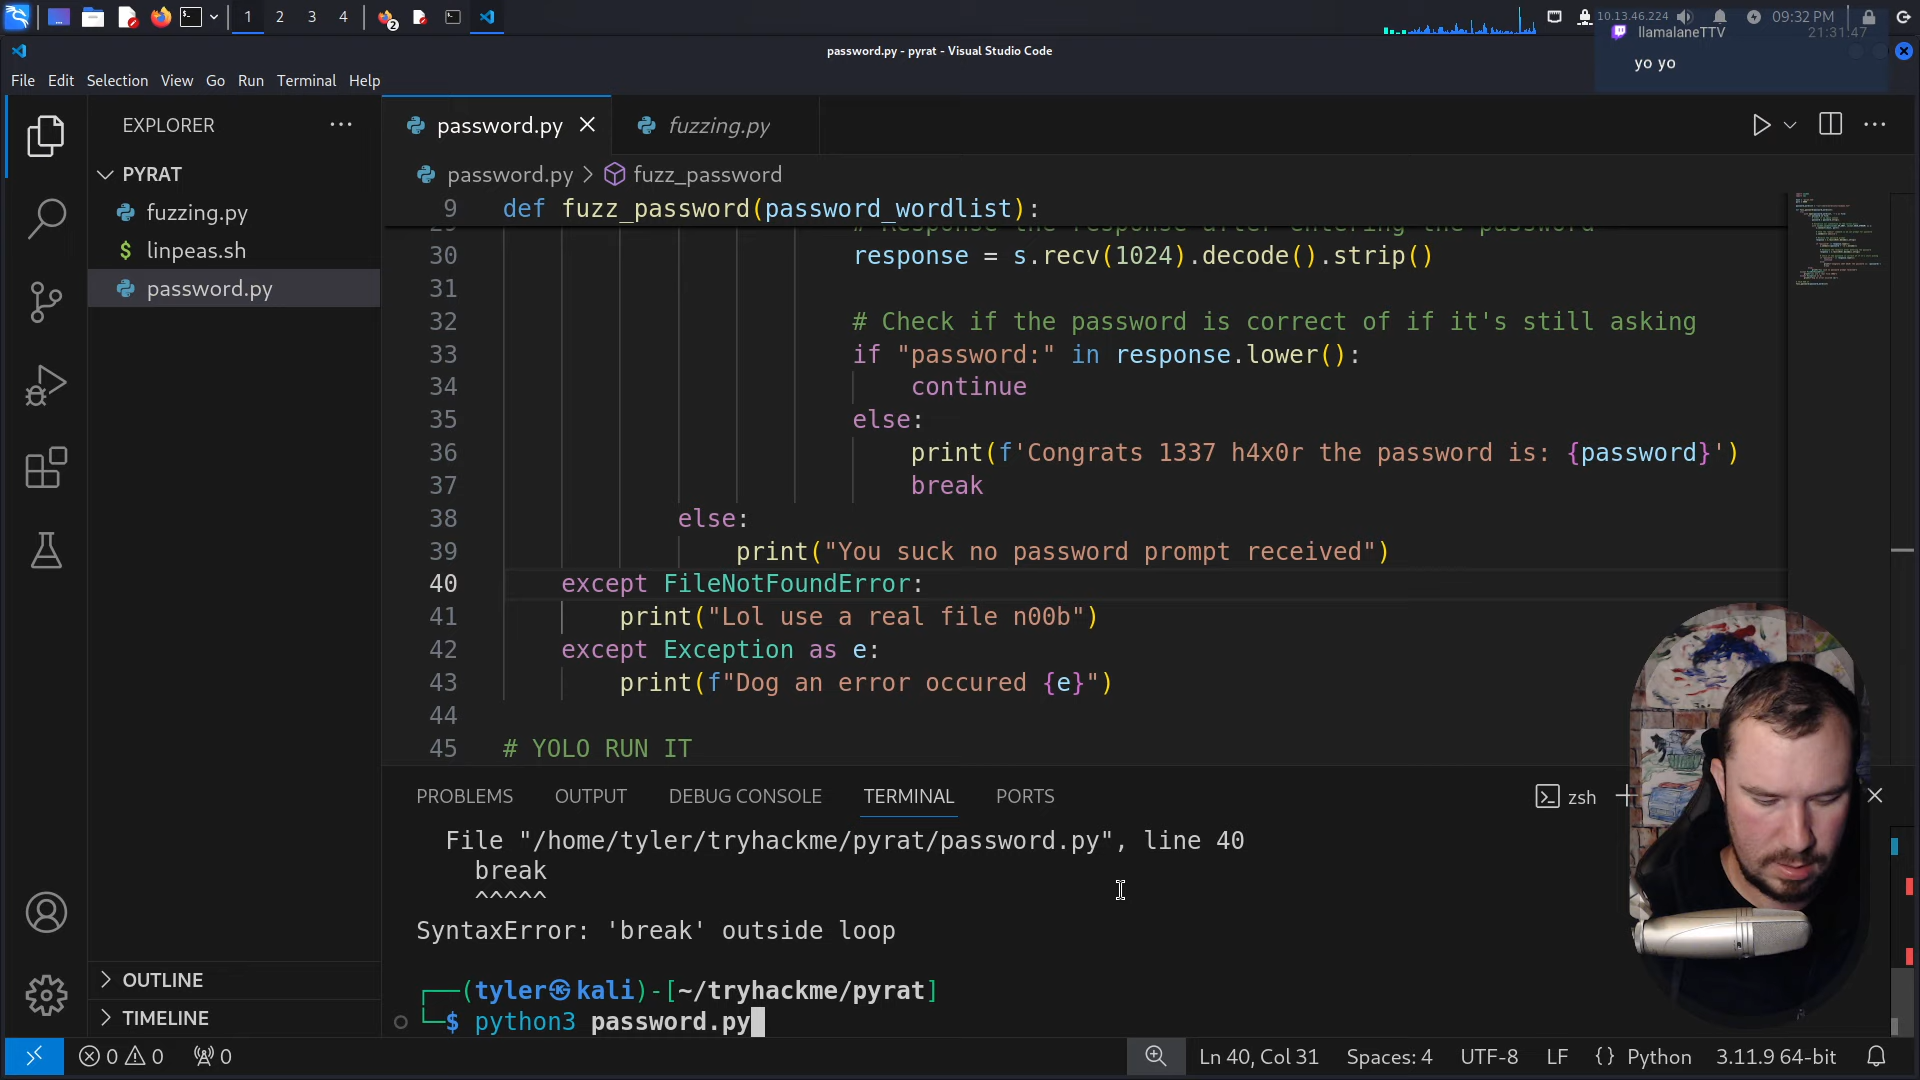 1
2
3
4
2
10.13.46.224
09:32 PM
password.py - pyrat - Visual Studio Code
llamalaneTTV
21:31:47
yo yo
File Edit Selection View Go Run Terminal Help
EXPLORER
password.py
fuzzing.py
PYRAT
password.py > fuzz_password
fuzzing.py
linpeas.sh
password.py
9 def fuzz_password(password_wordlist):
29 # Response the response after entering the password
30 response = s.recv(1024).decode().strip()
31
32 # Check if the password is correct of if it's still asking
33 if "password:" in response.lower():
34 continue
35 else:
36 print(f'Congrats 1337 h4x0r the password is: {password}')
37 break
38 else:
39 print("You suck no password prompt received")
40 except FileNotFoundError:
41 print("Lol use a real file n00b")
42 except Exception as e:
43 print(f"Dog an error occured {e}")
44
45 # YOLO RUN IT
PROBLEMS OUTPUT DEBUG CONSOLE TERMINAL PORTS
zsh
File "/home/tyler/tryhackme/pyrat/password.py", line 40
break
^^^^^
SyntaxError: 'break' outside loop
┌──(tyler㉿kali)-[~/tryhackme/pyrat]
└─$ python3 password.py
OUTLINE
TIMELINE
0 0 0
Ln 40, Col 31 Spaces: 4 UTF-8 LF {} Python 3.11.9 64-bit